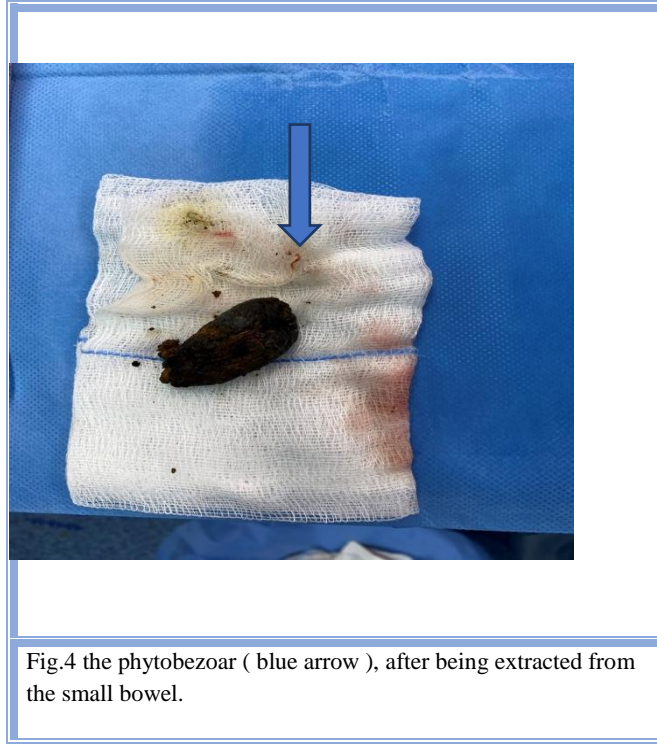 Fig.4 the phytobezoar ( blue arrow ), after being extracted from
the small bowel.